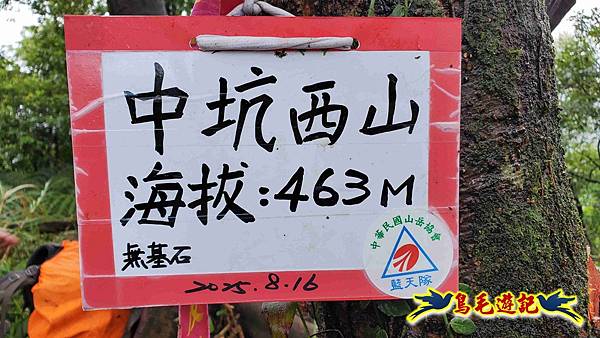 中坑西山
海拔:463M
無基石
2025.8.16
中華民國山岳協會
藍天隊
鳥毛遊記